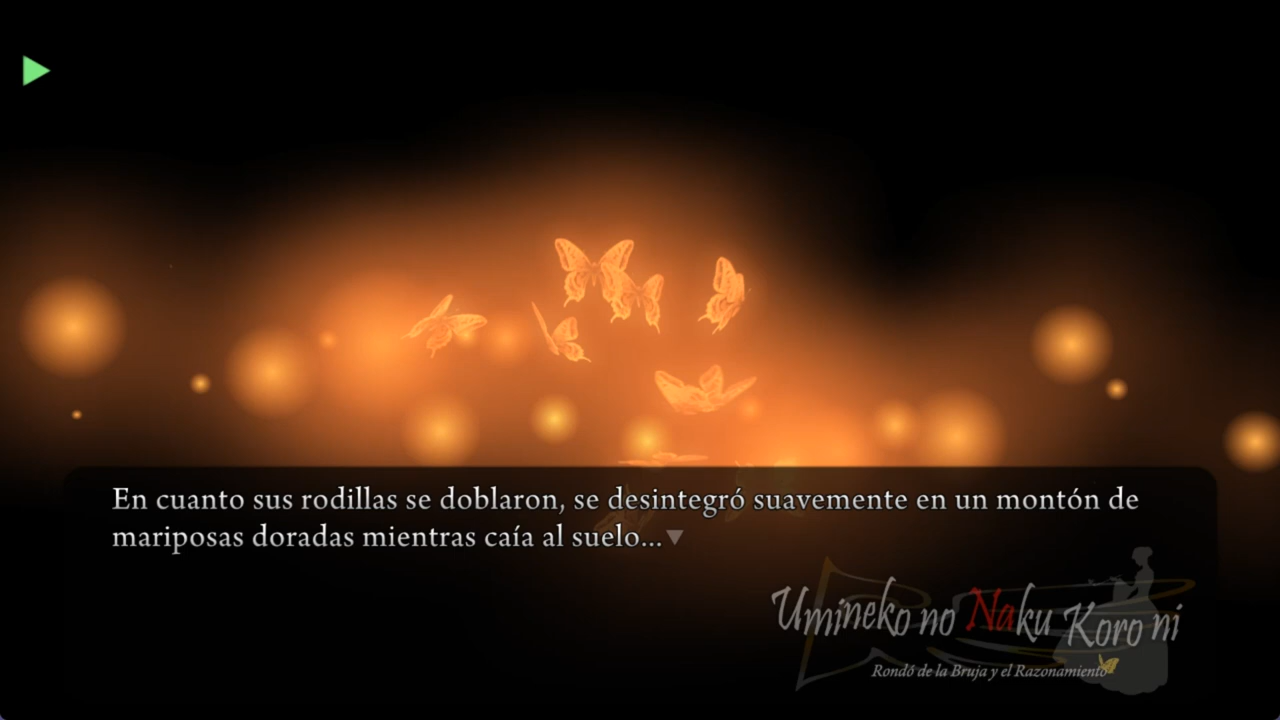 En cuanto sus rodillas se doblaron, se desintegró suavemente en un montón de
mariposas doradas mientras caía al suelo...
Umineko no Naku Koro ni
Rondó de la Bruja y el Razonamiento